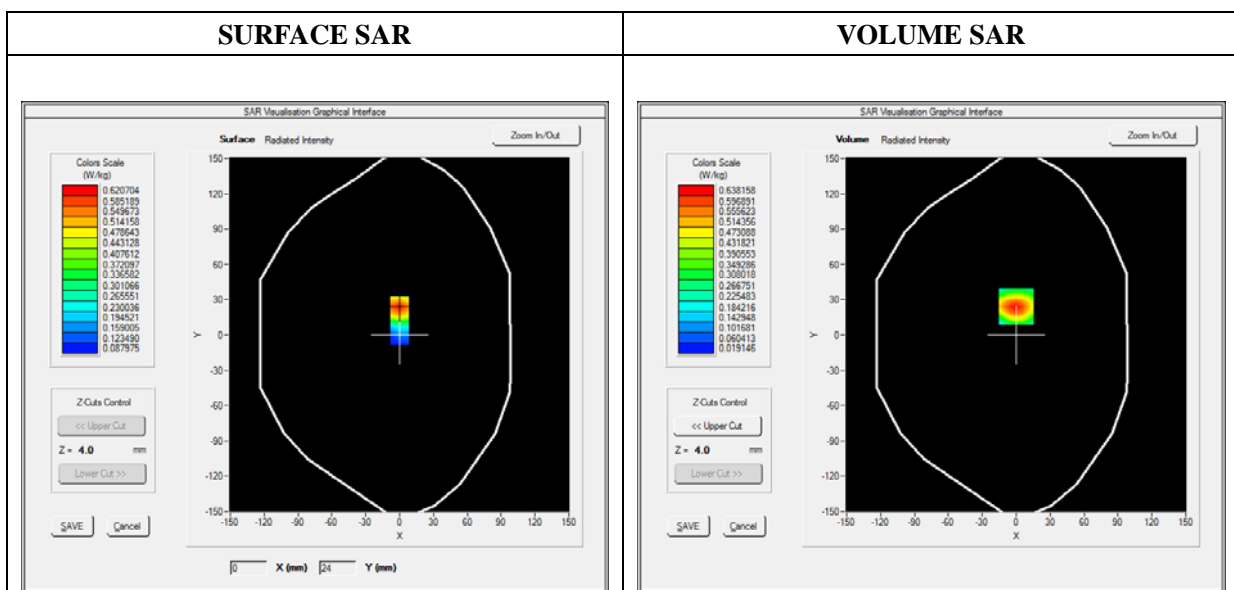 SURFACE SAR
VOLUME SAR
SAR Visualisation Graphical Interface
Surface Radiated Intensity
Zoom In/Out
Colors Scale
(W/kg)
0.620704
0.585189
0.549673
0.514158
0.478643
0.443128
0.407612
0.372097
0.336582
0.301066
0.265551
0.230036
0.194521
0.159005
0.123490
0.087975
Z-Cuts Control
<< Upper Cut
Z = 4.0 mm
Lower Cut >>
SAVE Cancel
150
120
90
60
30
0
-30
-60
-90
-120
-150
Y
-150 -120 -90 -60 -30 0 30 60 90 120 150
X
0 X (mm) 24 Y (mm)
SAR Visualisation Graphical Interface
Volume Radiated Intensity
Zoom In/Out
Colors Scale
(W/kg)
0.638158
0.596891
0.555623
0.514356
0.473088
0.431821
0.390553
0.349286
0.308018
0.266751
0.225483
0.184216
0.142948
0.101681
0.060413
0.019146
Z-Cuts Control
<< Upper Cut
Z = 4.0 mm
Lower Cut >>
SAVE Cancel
150
120
90
60
30
0
-30
-60
-90
-120
-150
Y
-150 -120 -90 -60 -30 0 30 60 90 120 150
X